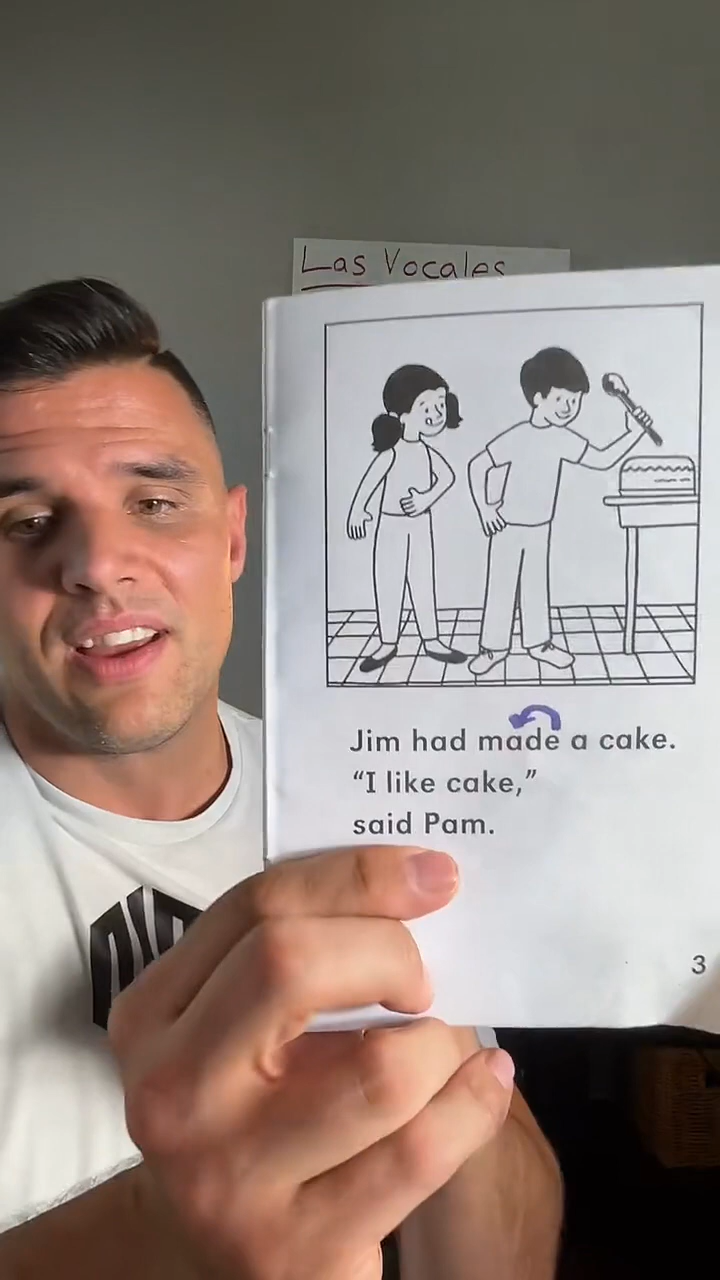 Las Vocales
Jim had made a cake.
“I like cake,”
said Pam.
3